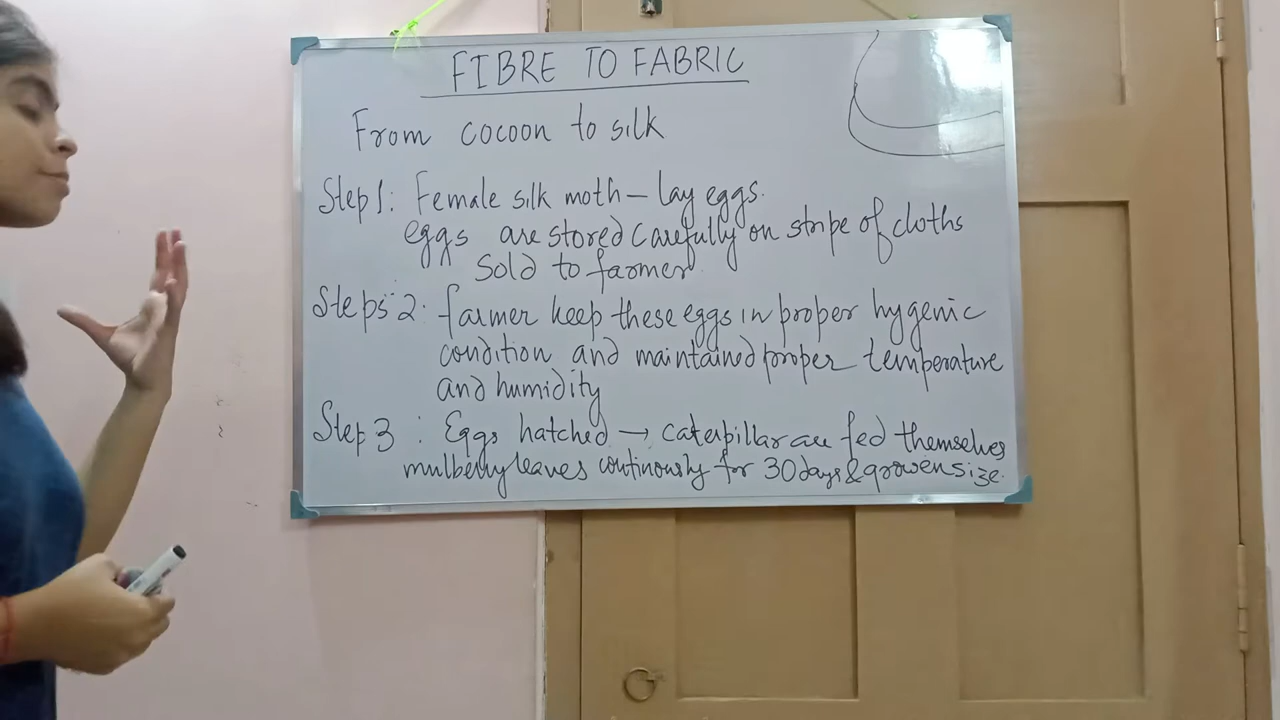 FIBRE TO FABRIC
From cocoon to silk
Step 1: Female silk moth – lay eggs.
eggs are stored carefully on stripe of cloths
Sold to farmer
Steps 2: farmer keep these eggs in proper hygenic
condition and maintained proper temperature
and humidity
Step 3 : Eggs hatched → caterpillar are fed themselves
mulberry leaves continously for 30 days & growen size.